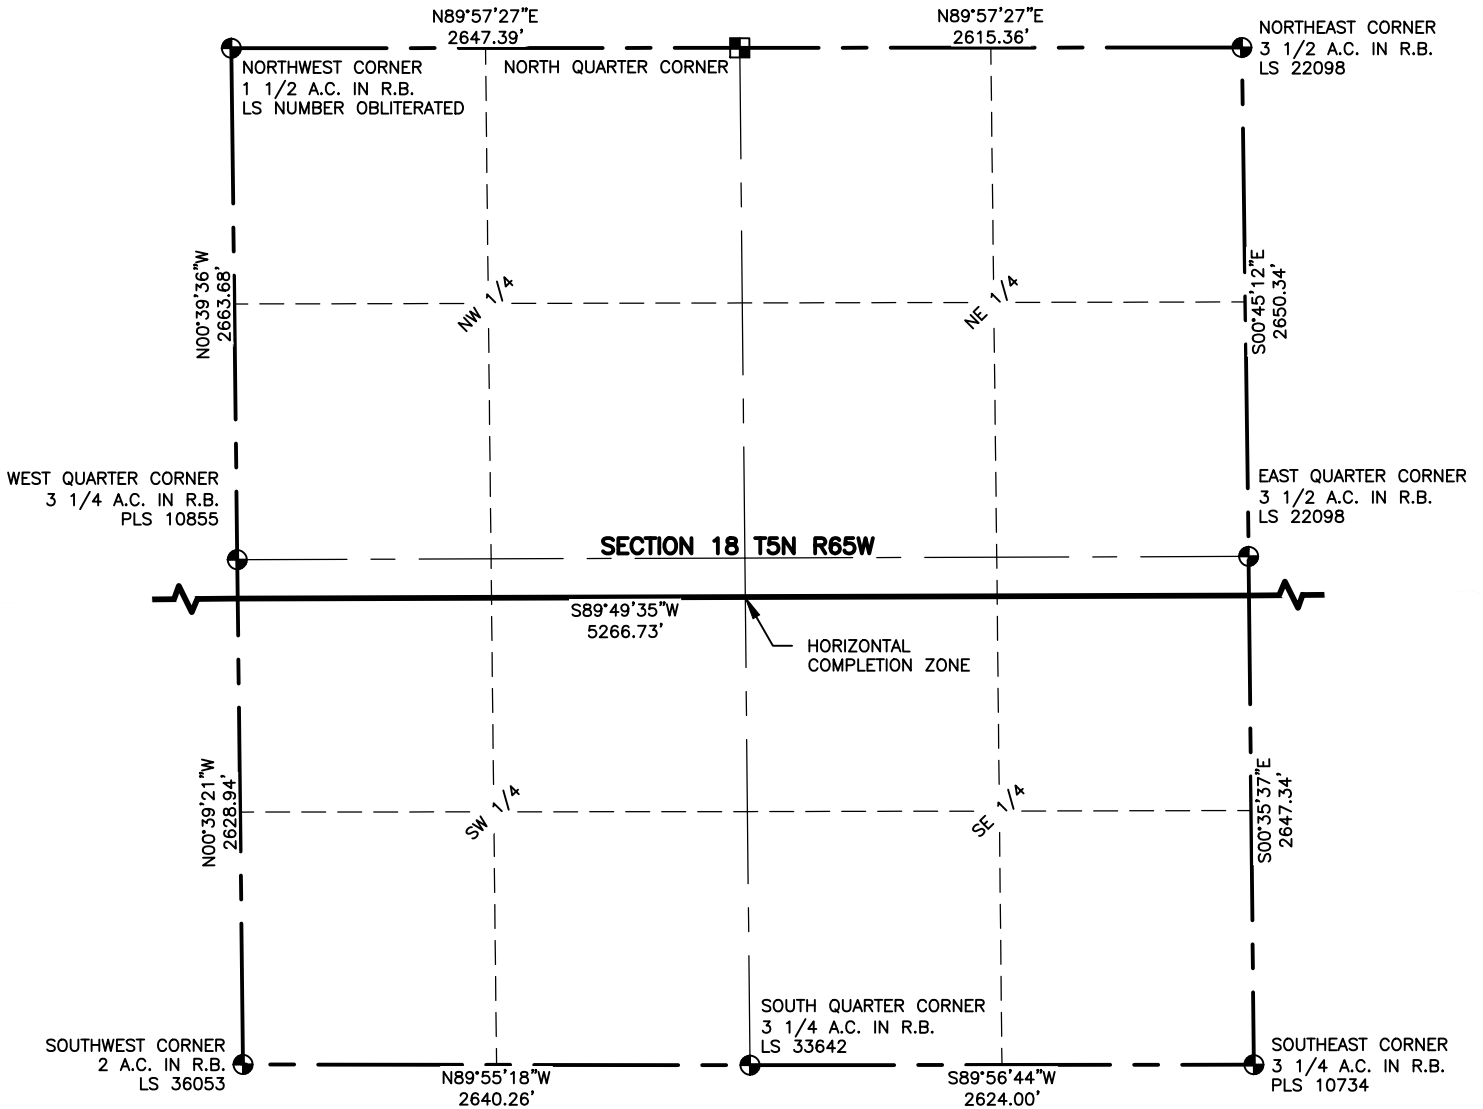 N89°57'27"E
2647.39'
N89°57'27"E
2615.36'
NORTHEAST CORNER
3 1/2 A.C. IN R.B.
LS 22098
NORTHWEST CORNER
1 1/2 A.C. IN R.B.
LS NUMBER OBLITERATED
NORTH QUARTER CORNER
N00°39'36"W
2663.68'
NW 1/4
NE 1/4
S00°45'12"E
2650.34'
WEST QUARTER CORNER
3 1/4 A.C. IN R.B.
PLS 10855
EAST QUARTER CORNER
3 1/2 A.C. IN R.B.
LS 22098
SECTION 18 T5N R65W
S89°49'35"W
5266.73'
HORIZONTAL
COMPLETION ZONE
N00°39'21"W
2628.94'
SW 1/4
SE 1/4
S00°35'37"E
2647.34'
SOUTH QUARTER CORNER
3 1/4 A.C. IN R.B.
LS 33642
SOUTHWEST CORNER
2 A.C. IN R.B.
LS 36053
N89°55'18"W
2640.26'
S89°56'44"W
2624.00'
SOUTHEAST CORNER
3 1/4 A.C. IN R.B.
PLS 10734